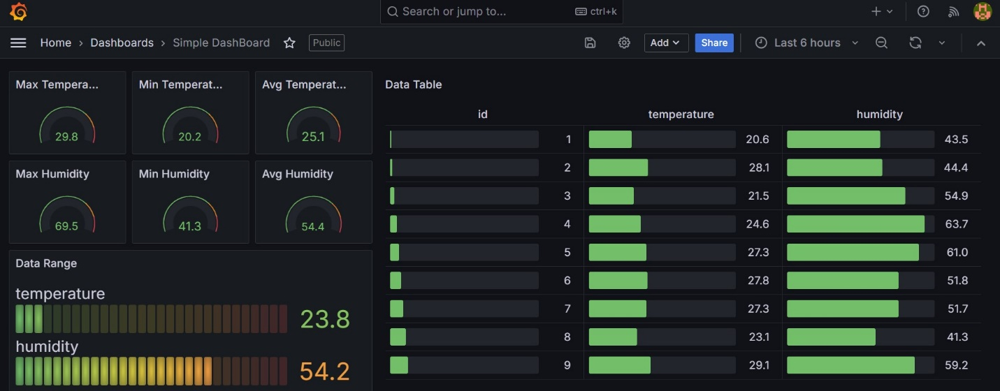 Search or jump to... ctrl+k
Home › Dashboards › Simple DashBoard Public Add Share Last 6 hours
Max Tempera... Min Temperat... Avg Temperat...
29.8 20.2 25.1
Max Humidity Min Humidity Avg Humidity
69.5 41.3 54.4
Data Range
temperature
23.8
humidity
54.2
Data Table
id temperature humidity
1 20.6 43.5
2 28.1 44.4
3 21.5 54.9
4 24.6 63.7
5 27.3 61.0
6 27.8 51.8
7 27.3 51.7
8 23.1 41.3
9 29.1 59.2